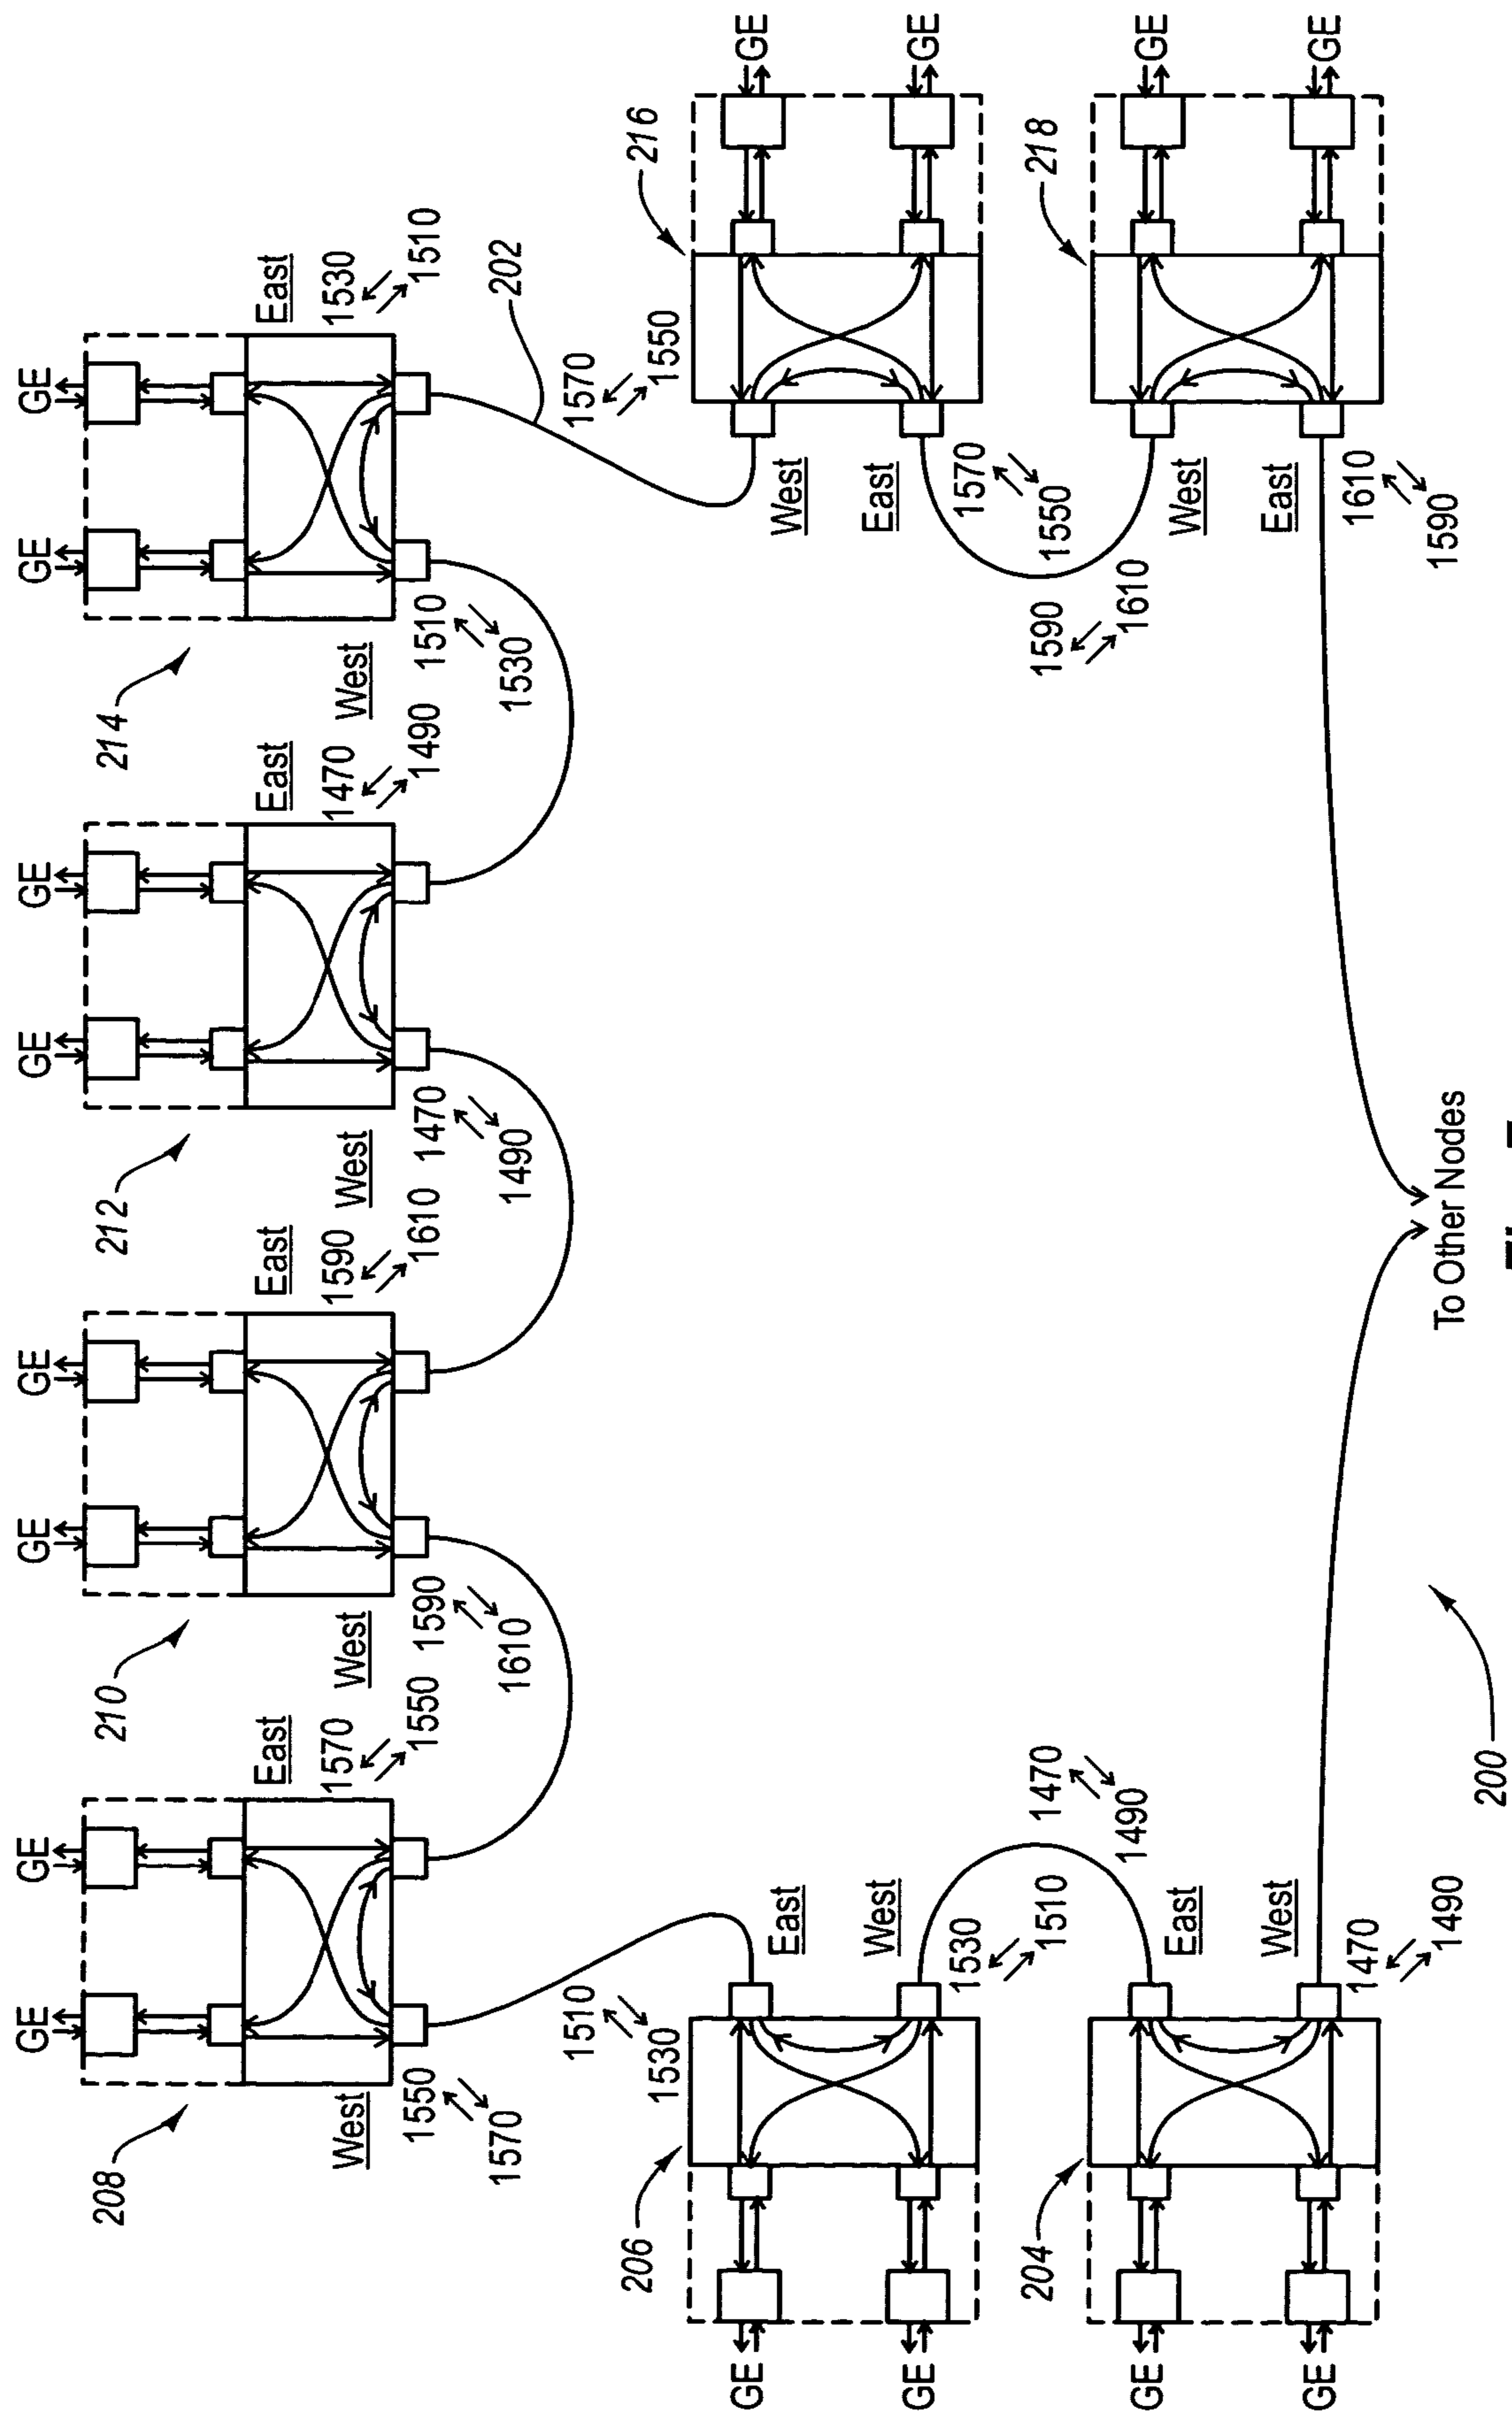 GE GE GE GE GE GE GE GE
208 210 212 214
East East East East
1570 1590 1470 1530
West West West West
1550 1550 1590 1610 1470 1490 1510 1510
1570 1610 1490 1530 202
1510 1570
206 216
1530 1550
GE GE
East West
West East
GE GE
1530 1570
204 218
1510 1470 1590 1550
1490 1610
GE GE
East West
West East
GE GE
1470 1610
1490 1590
To Other Nodes
200